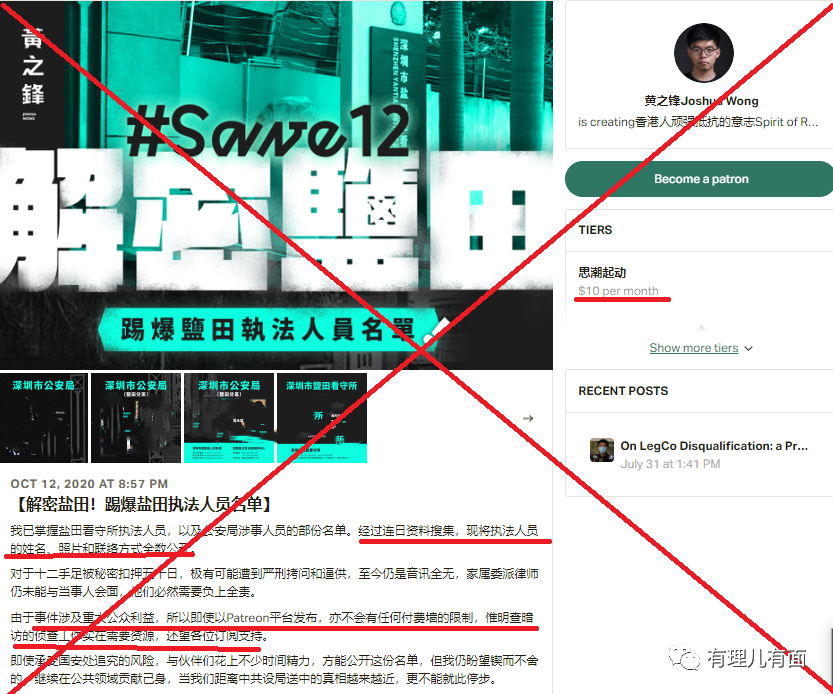 黃之鋒
JOSHUA
WONG
深圳市盐田
SHENZHEN YANTIA
#Save12
解密鹽田
踢爆鹽田執法人員名單
深圳市公安局
深圳市公安局
(盐田分局)
深圳市公安局
(盐田分局)
深圳市盐田看守所
所
所
→
OCT 12, 2020 AT 8:57 PM
【解密盐田！踢爆盐田执法人员名单】
我已掌握盐田看守所执法人员，以及公安局涉事人员的部份名单。经过连日资料搜集，现将执法人员
的姓名、照片和联络方式全数公
对于十二手足被秘密扣押五十日，极有可能遭到严刑拷问和逼供，至今仍是音讯全无，家属委派律师
仍未能与当事人会面，他们必然需要负上全责。
由于事件涉及重大公众利益，所以即使以Patreon平台发布，亦不会有任何付费墙的限制，惟明查暗
访的侦查工作实在需要资源，还望各位订阅支持。
即使承受国安处追究的风险，与伙伴们花上不少时间精力，方能公开这份名单，但我仍盼望锲而不舍
的，继续在公共领域贡献己身，当我们距离中共设局送中的真相越来越近，更不能就此停步。
黄之锋Joshua Wong
is creating香港人顽强抵抗的意志Spirit of R...
Become a patron
TIERS
思潮起动
$10 per month
Show more tiers
RECENT POSTS
On LegCo Disqualification: a Pr...
July 31 at 1:41 PM
有理儿有面